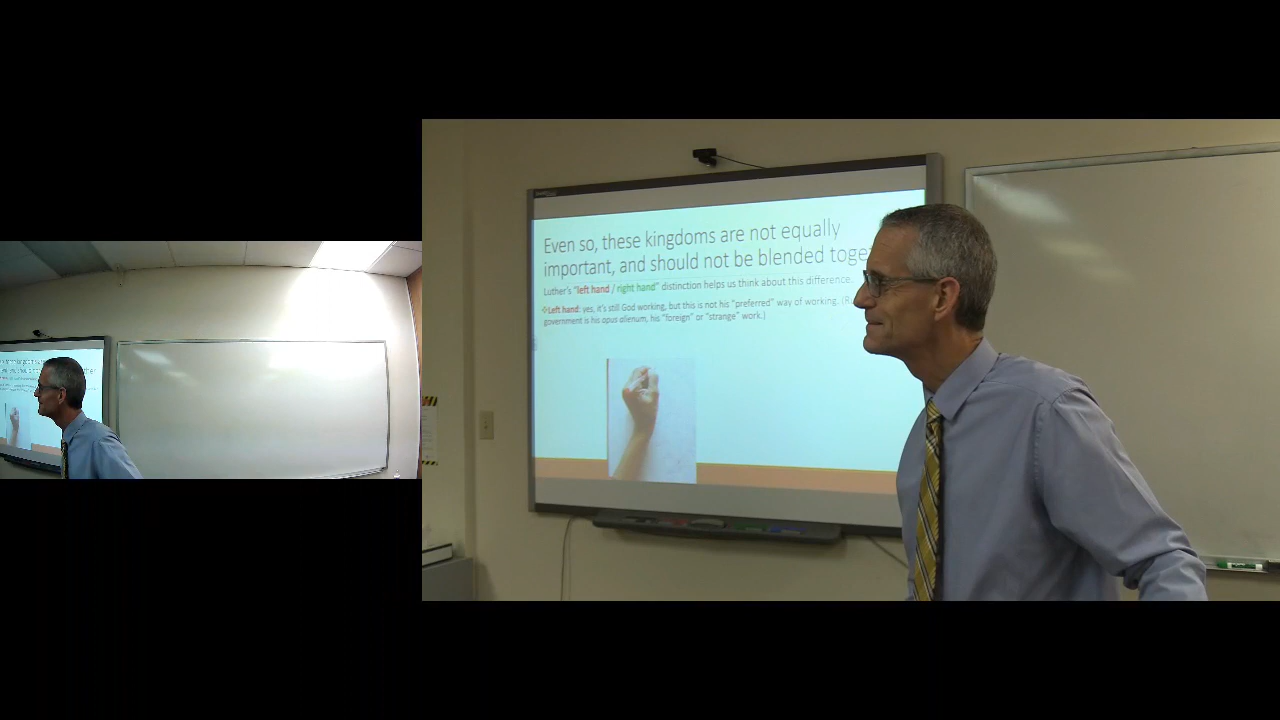 Even so, these kingdoms are not equally
important, and should not be blended toge
Luther's "left hand / right hand" distinction helps us think about this difference.
Left hand: yes, it's still God working, but this is not his "preferred" way of working.
government is his opus alienum, his "foreign" or "strange" work.)